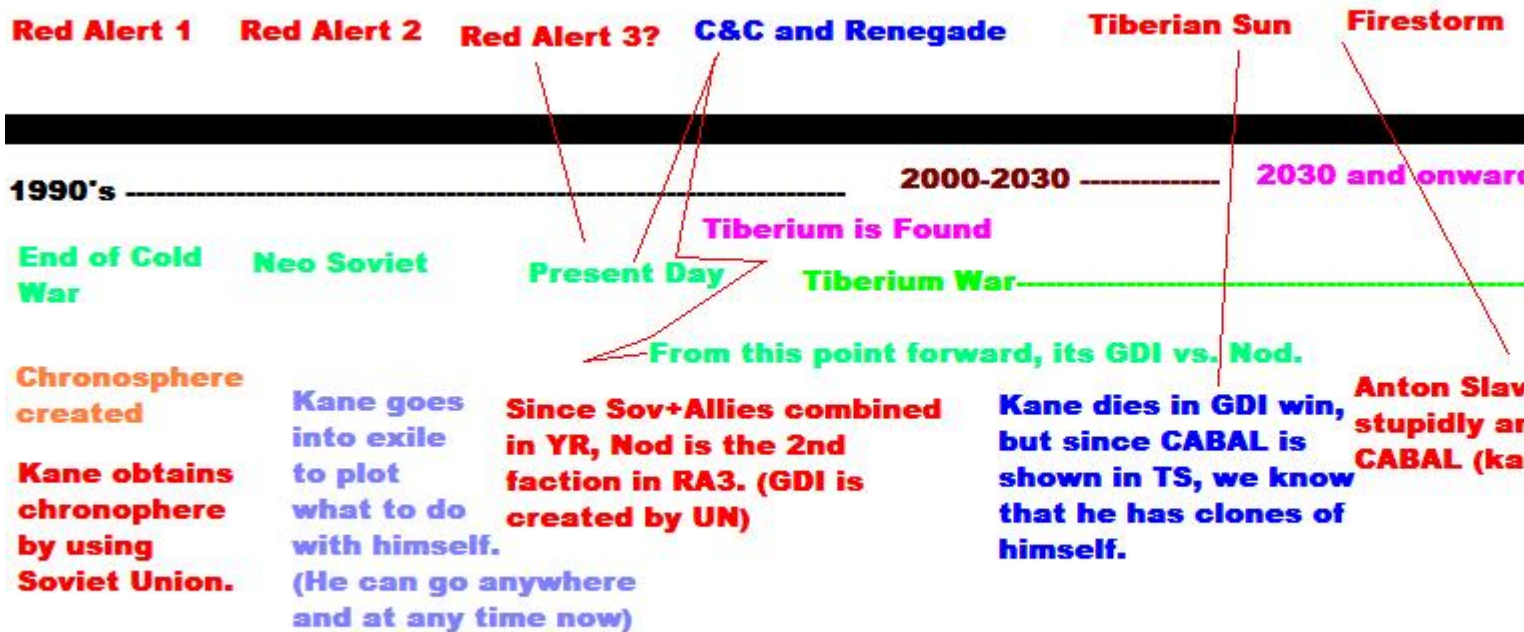 Red Alert 1 Red Alert 2 Red Alert 3? C&C and Renegade Tiberian Sun Firestorm
1990's ---------------------------------------------------------------------- 2000-2030 -------------- 2030 and onward
Tiberium is Found
End of Cold
War
Neo Soviet
Present Day
Tiberium War--------------------------------------------------
From this point forward, its GDI vs. Nod.
Chronosphere
created
Kane obtains
chronophere
by using
Soviet Union.
Kane goes
into exile
to plot
what to do
with himself.
(He can go anywhere
and at any time now)
Since Sov+Allies combined
in YR, Nod is the 2nd
faction in RA3. (GDI is
created by UN)
Kane dies in GDI win,
but since CABAL is
shown in TS, we know
that he has clones of
himself.
Anton Slav
stupidly
CABAL